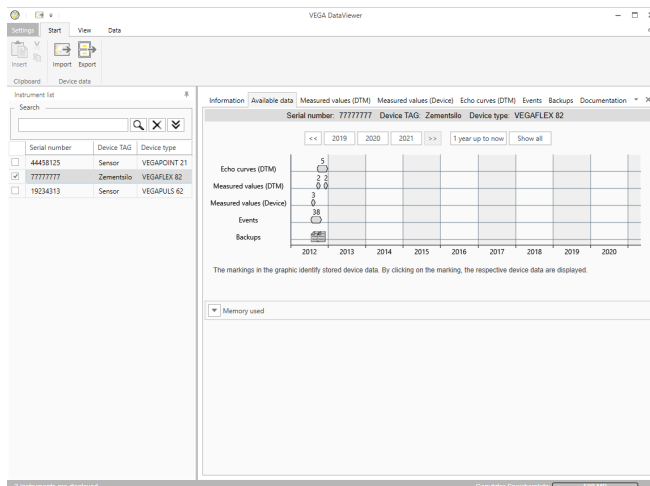 VEGA DataViewer
Settings Start View Data
Insert Import Export
Clipboard Device data
Instrument list
Search
Serial number Device TAG Device type
44458125 Sensor VEGAPOINT 21
77777777 Zementsilo VEGAFLEX 82
19234313 Sensor VEGAPULS 62
Information Available data Measured values (DTM) Measured values (Device) Echo curves (DTM) Events Backups Documentation
Serial number: 77777777 Device TAG: Zementsilo Device type: VEGAFLEX 82
<< 2019 2020 2021 >> 1 year up to now Show all
5
Echo curves (DTM)
2 2
Measured values (DTM)
3
Measured values (Device)
38
Events
Backups
2012 2013 2014 2015 2016 2017 2018 2019 2020
The markings in the graphic identify stored device data. By clicking on the marking, the respective device data are displayed.
Memory used